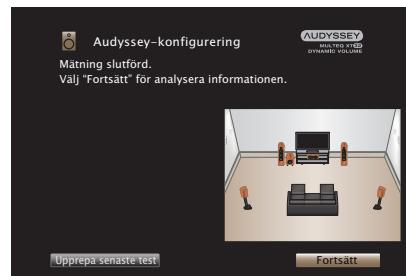 Audyssey-konfigurering
AUDYSSEY
MULTEQ XT32
DYNAMIC VOLUME
Mätning slutförd.
Välj “Fortsätt” för analysera informationen.
Upprepa senaste test
Fortsätt